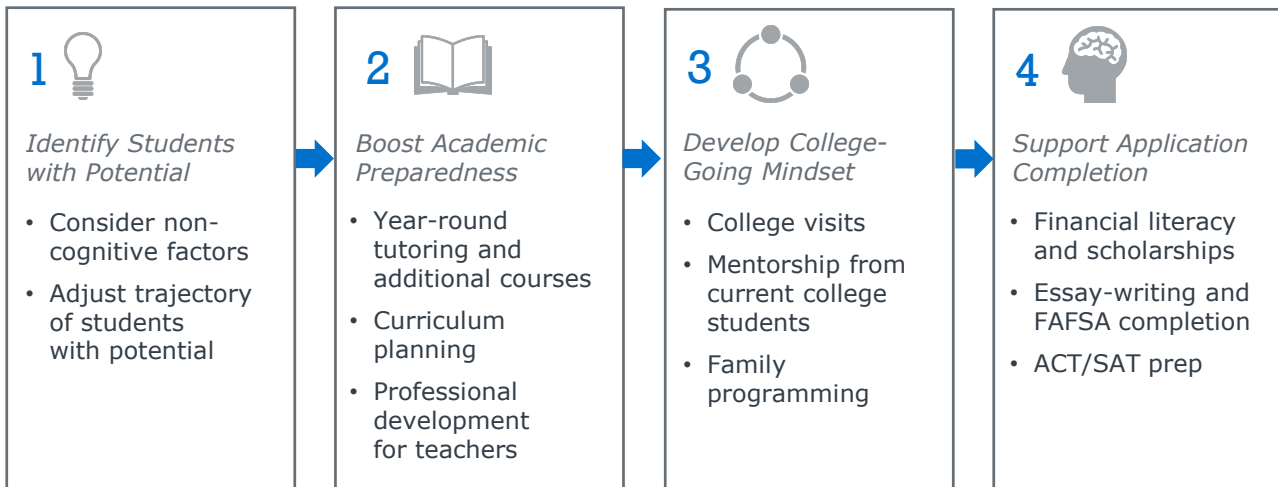 1
Identify Students
with Potential
• Consider non-
cognitive factors
• Adjust trajectory
of students
with potential
2
Boost Academic
Preparedness
• Year-round
tutoring and
additional courses
• Curriculum
planning
• Professional
development
for teachers
3
Develop College-
Going Mindset
• College visits
• Mentorship from
current college
students
• Family
programming
4
Support Application
Completion
• Financial literacy
and scholarships
• Essay-writing and
FAFSA completion
• ACT/SAT prep